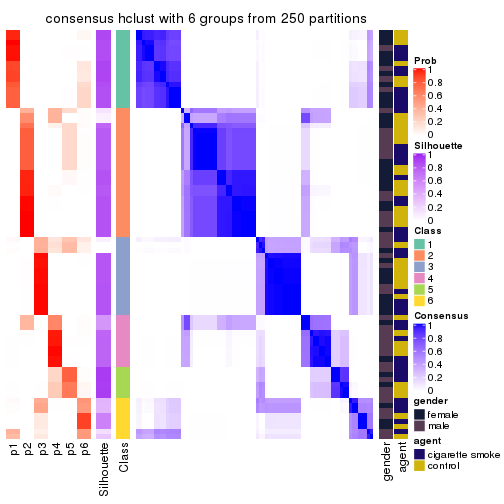 consensus hclust with 6 groups from 250 partitions
Prob
1
0.8
0.6
0.4
0.2
0
Silhouette
1
0.8
0.6
0.4
0.2
0
Class
1
2
3
4
5
6
Consensus
1
0.8
0.6
0.4
0.2
0
gender
female
male
agent
cigarette smoke
control
p1
p2
p3
p4
p5
p6
Silhouette
Class
gender
agent